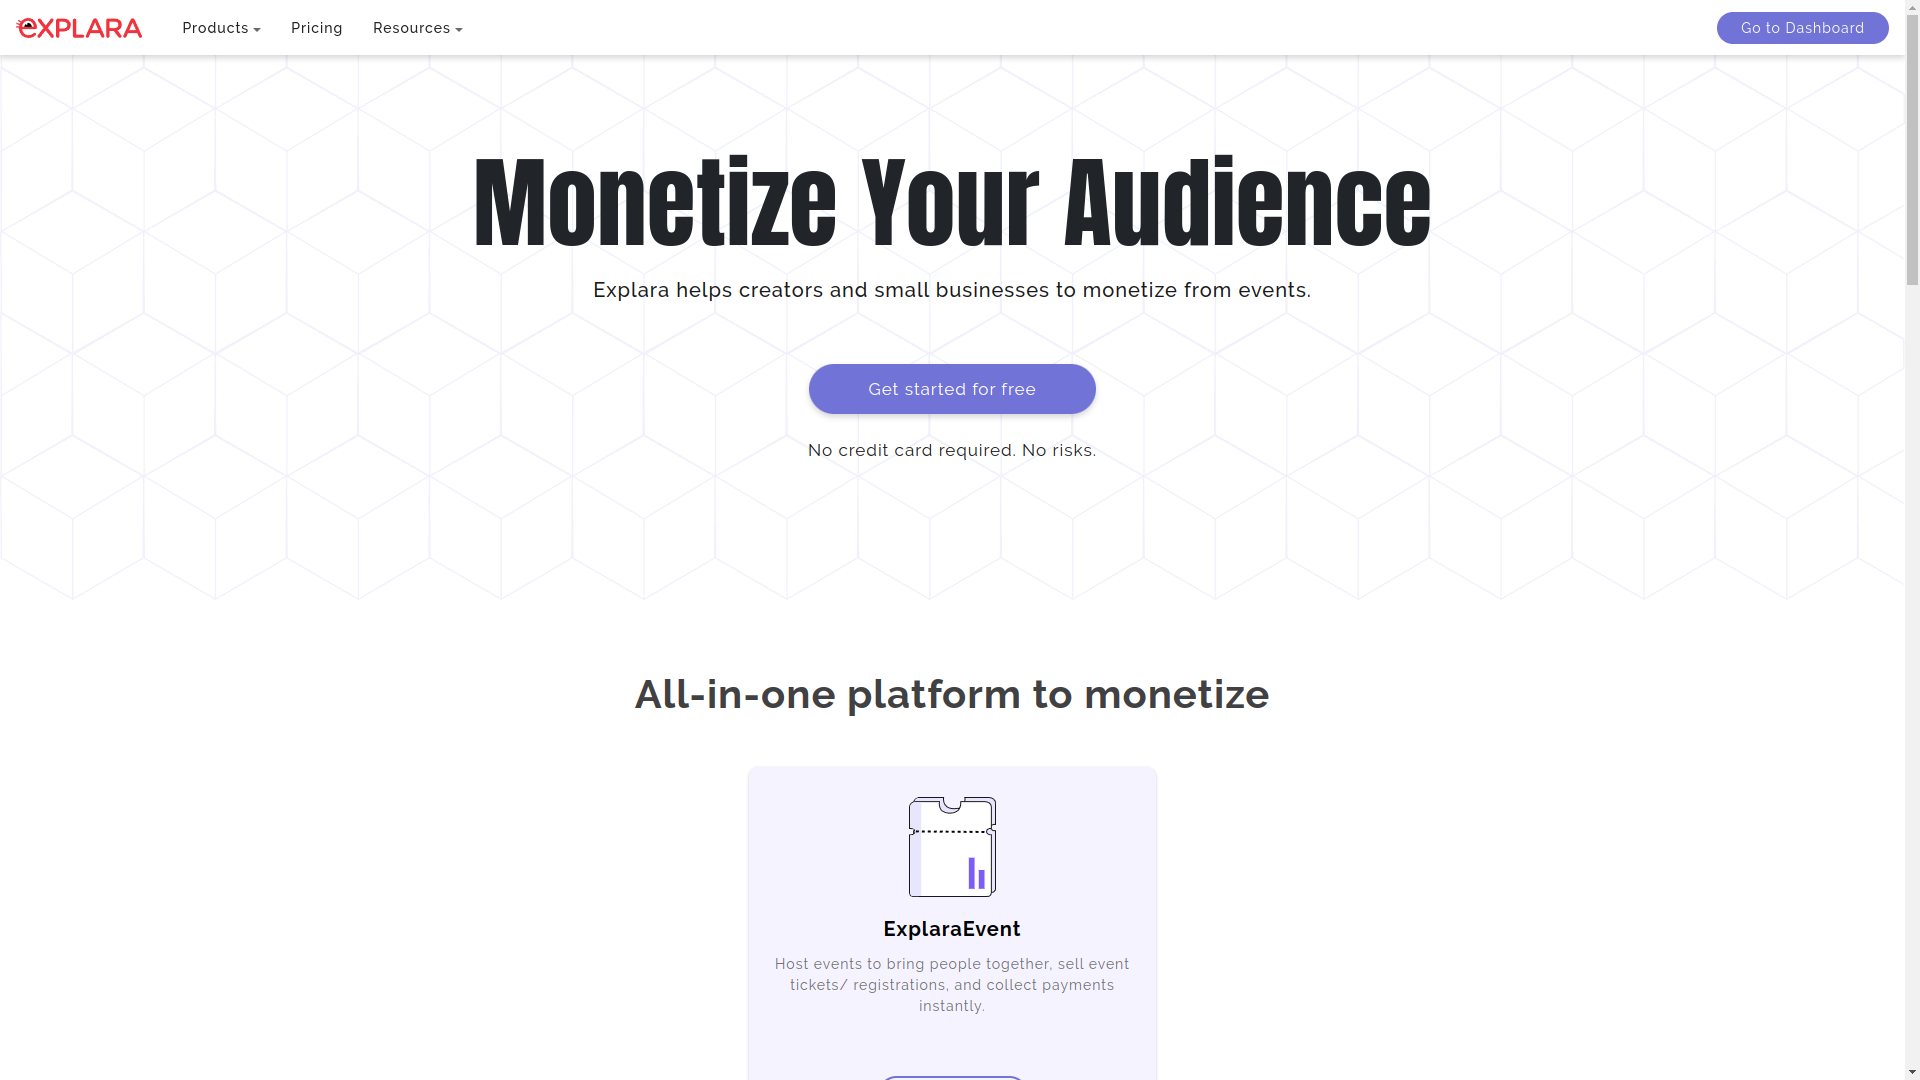 eXPLARA
Products
Pricing
Resources
Go to Dashboard
Monetize Your Audience
Explara helps creators and small businesses to monetize from events.
Get started for free
No credit card required. No risks.
All-in-one platform to monetize
ExplaraEvent
Host events to bring people together, sell event
tickets/ registrations, and collect payments
instantly.